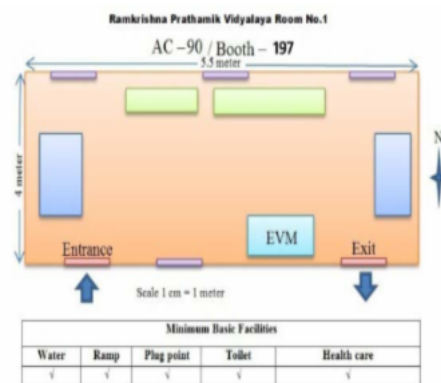 Ramkrishna Prathamik Vidyalaya Room No.1
AC -90 / Booth - 197
5.5 meter
4 meter
N
EVM
Entrance
Exit
Scale 1 cm = 1 meter
Minimum Basic Facilities
Water Ramp Plug point Toilet Health care
√ √ √ √ √